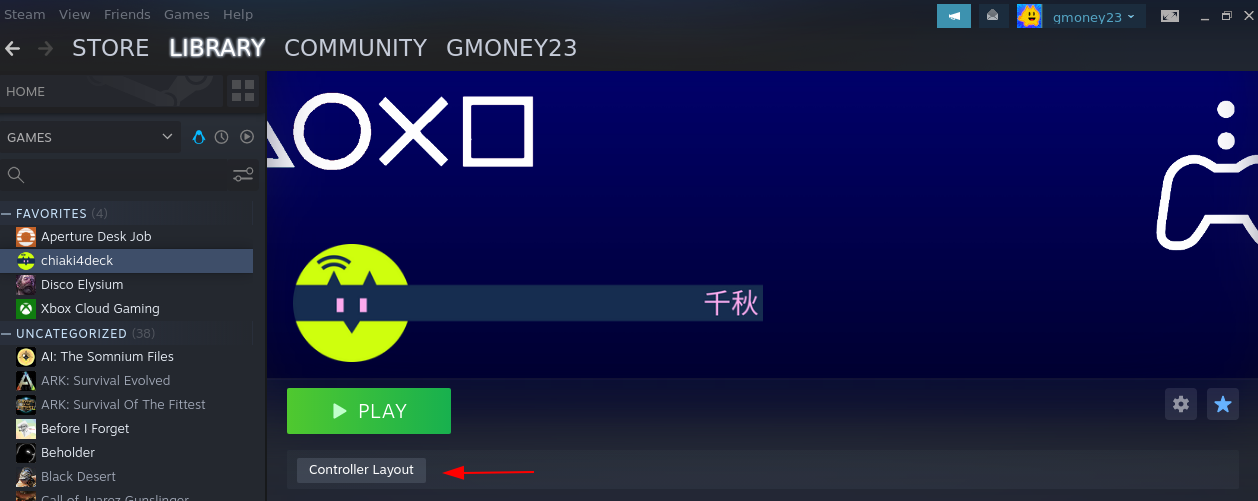 Steam View Friends Games Help
gmoney23
STORE LIBRARY COMMUNITY GMONEY23
HOME
GAMES
FAVORITES (4)
Aperture Desk Job
chiaki4deck
Disco Elysium
Xbox Cloud Gaming
UNCATEGORIZED (38)
AI: The Somnium Files
ARK: Survival Evolved
ARK: Survival Of The Fittest
Before I Forget
Beholder
Black Desert
Call of Juarez Gunslinger
千秋
PLAY
Controller Layout